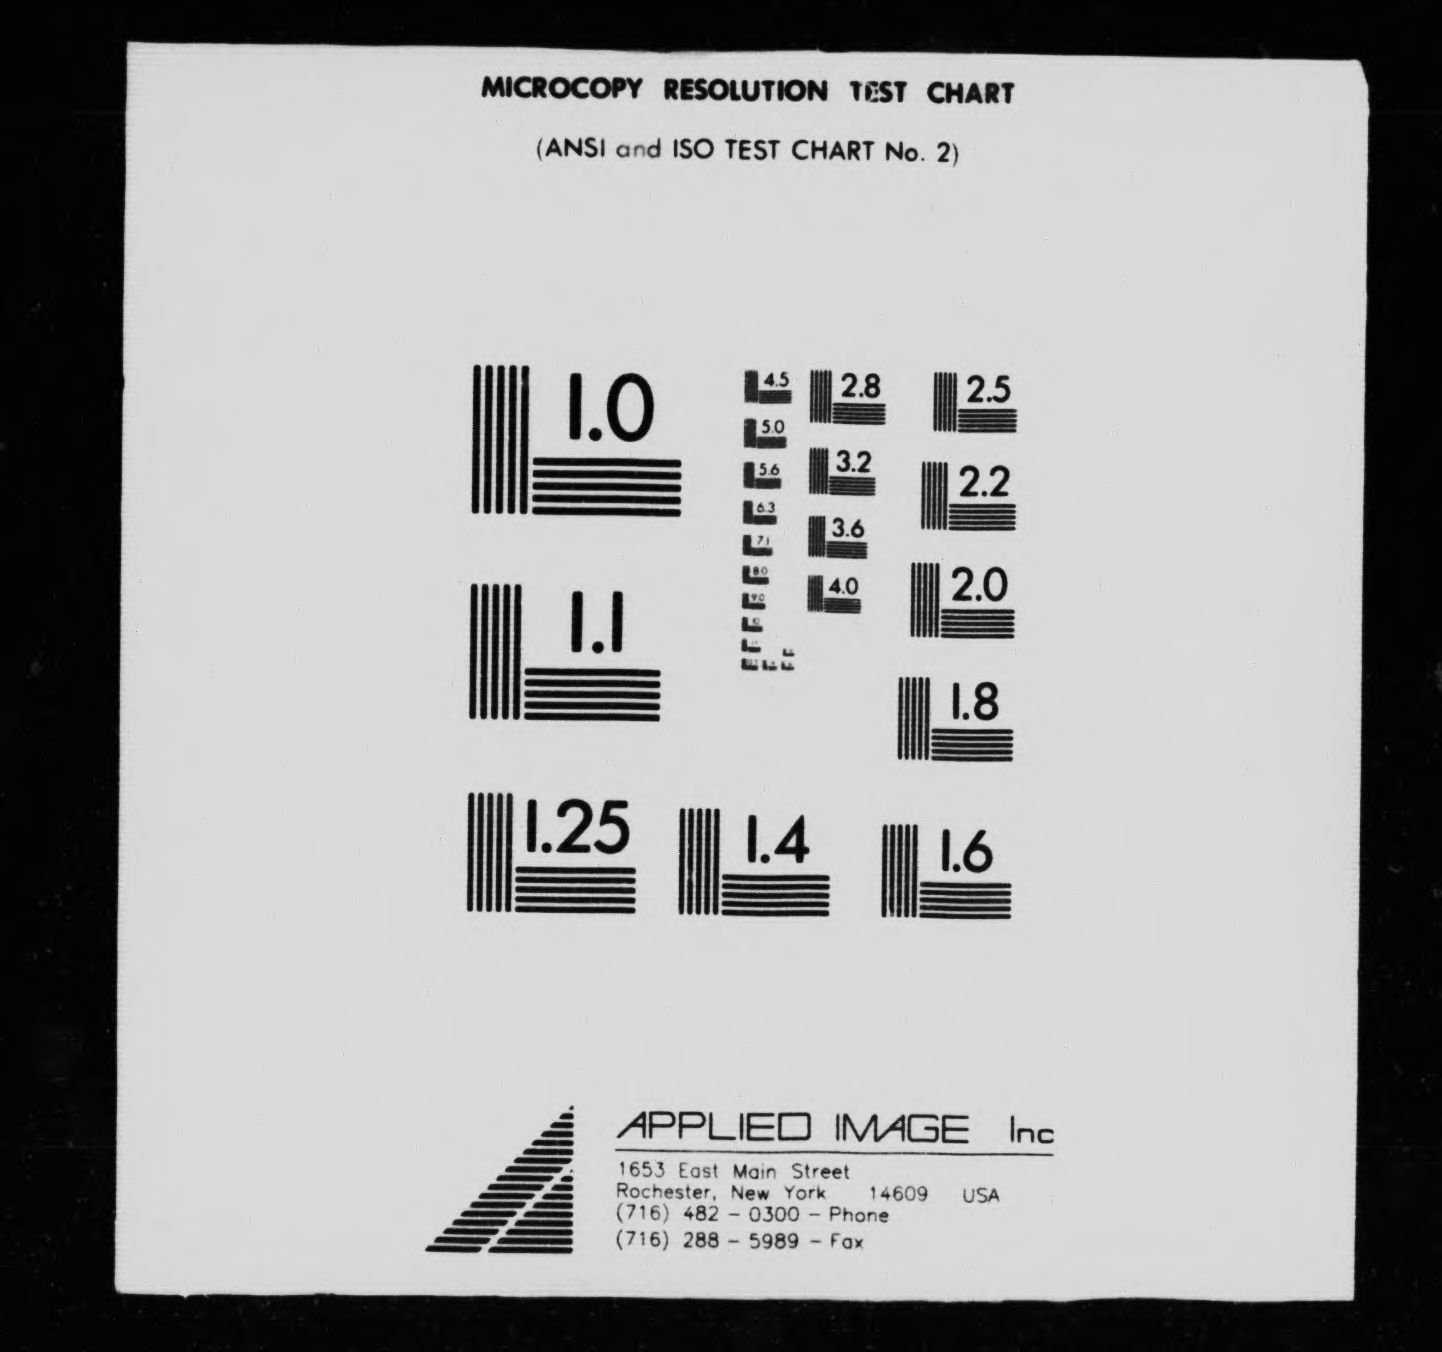 MICROCOPY RESOLUTION TEST CHART
(ANSI and ISO TEST CHART No. 2)
1.0
1.1
1.25
1.4
1.6
1.8
2.0
2.2
2.5
2.8
3.2
3.6
4.0
4.5
5.0
5.6
6.3
7.1
8.0
9.0
APPLIED IMAGE Inc
1653 East Main Street
Rochester, New York 14609 USA
(716) 482 - 0300 - Phone
(716) 288 - 5989 - Fax